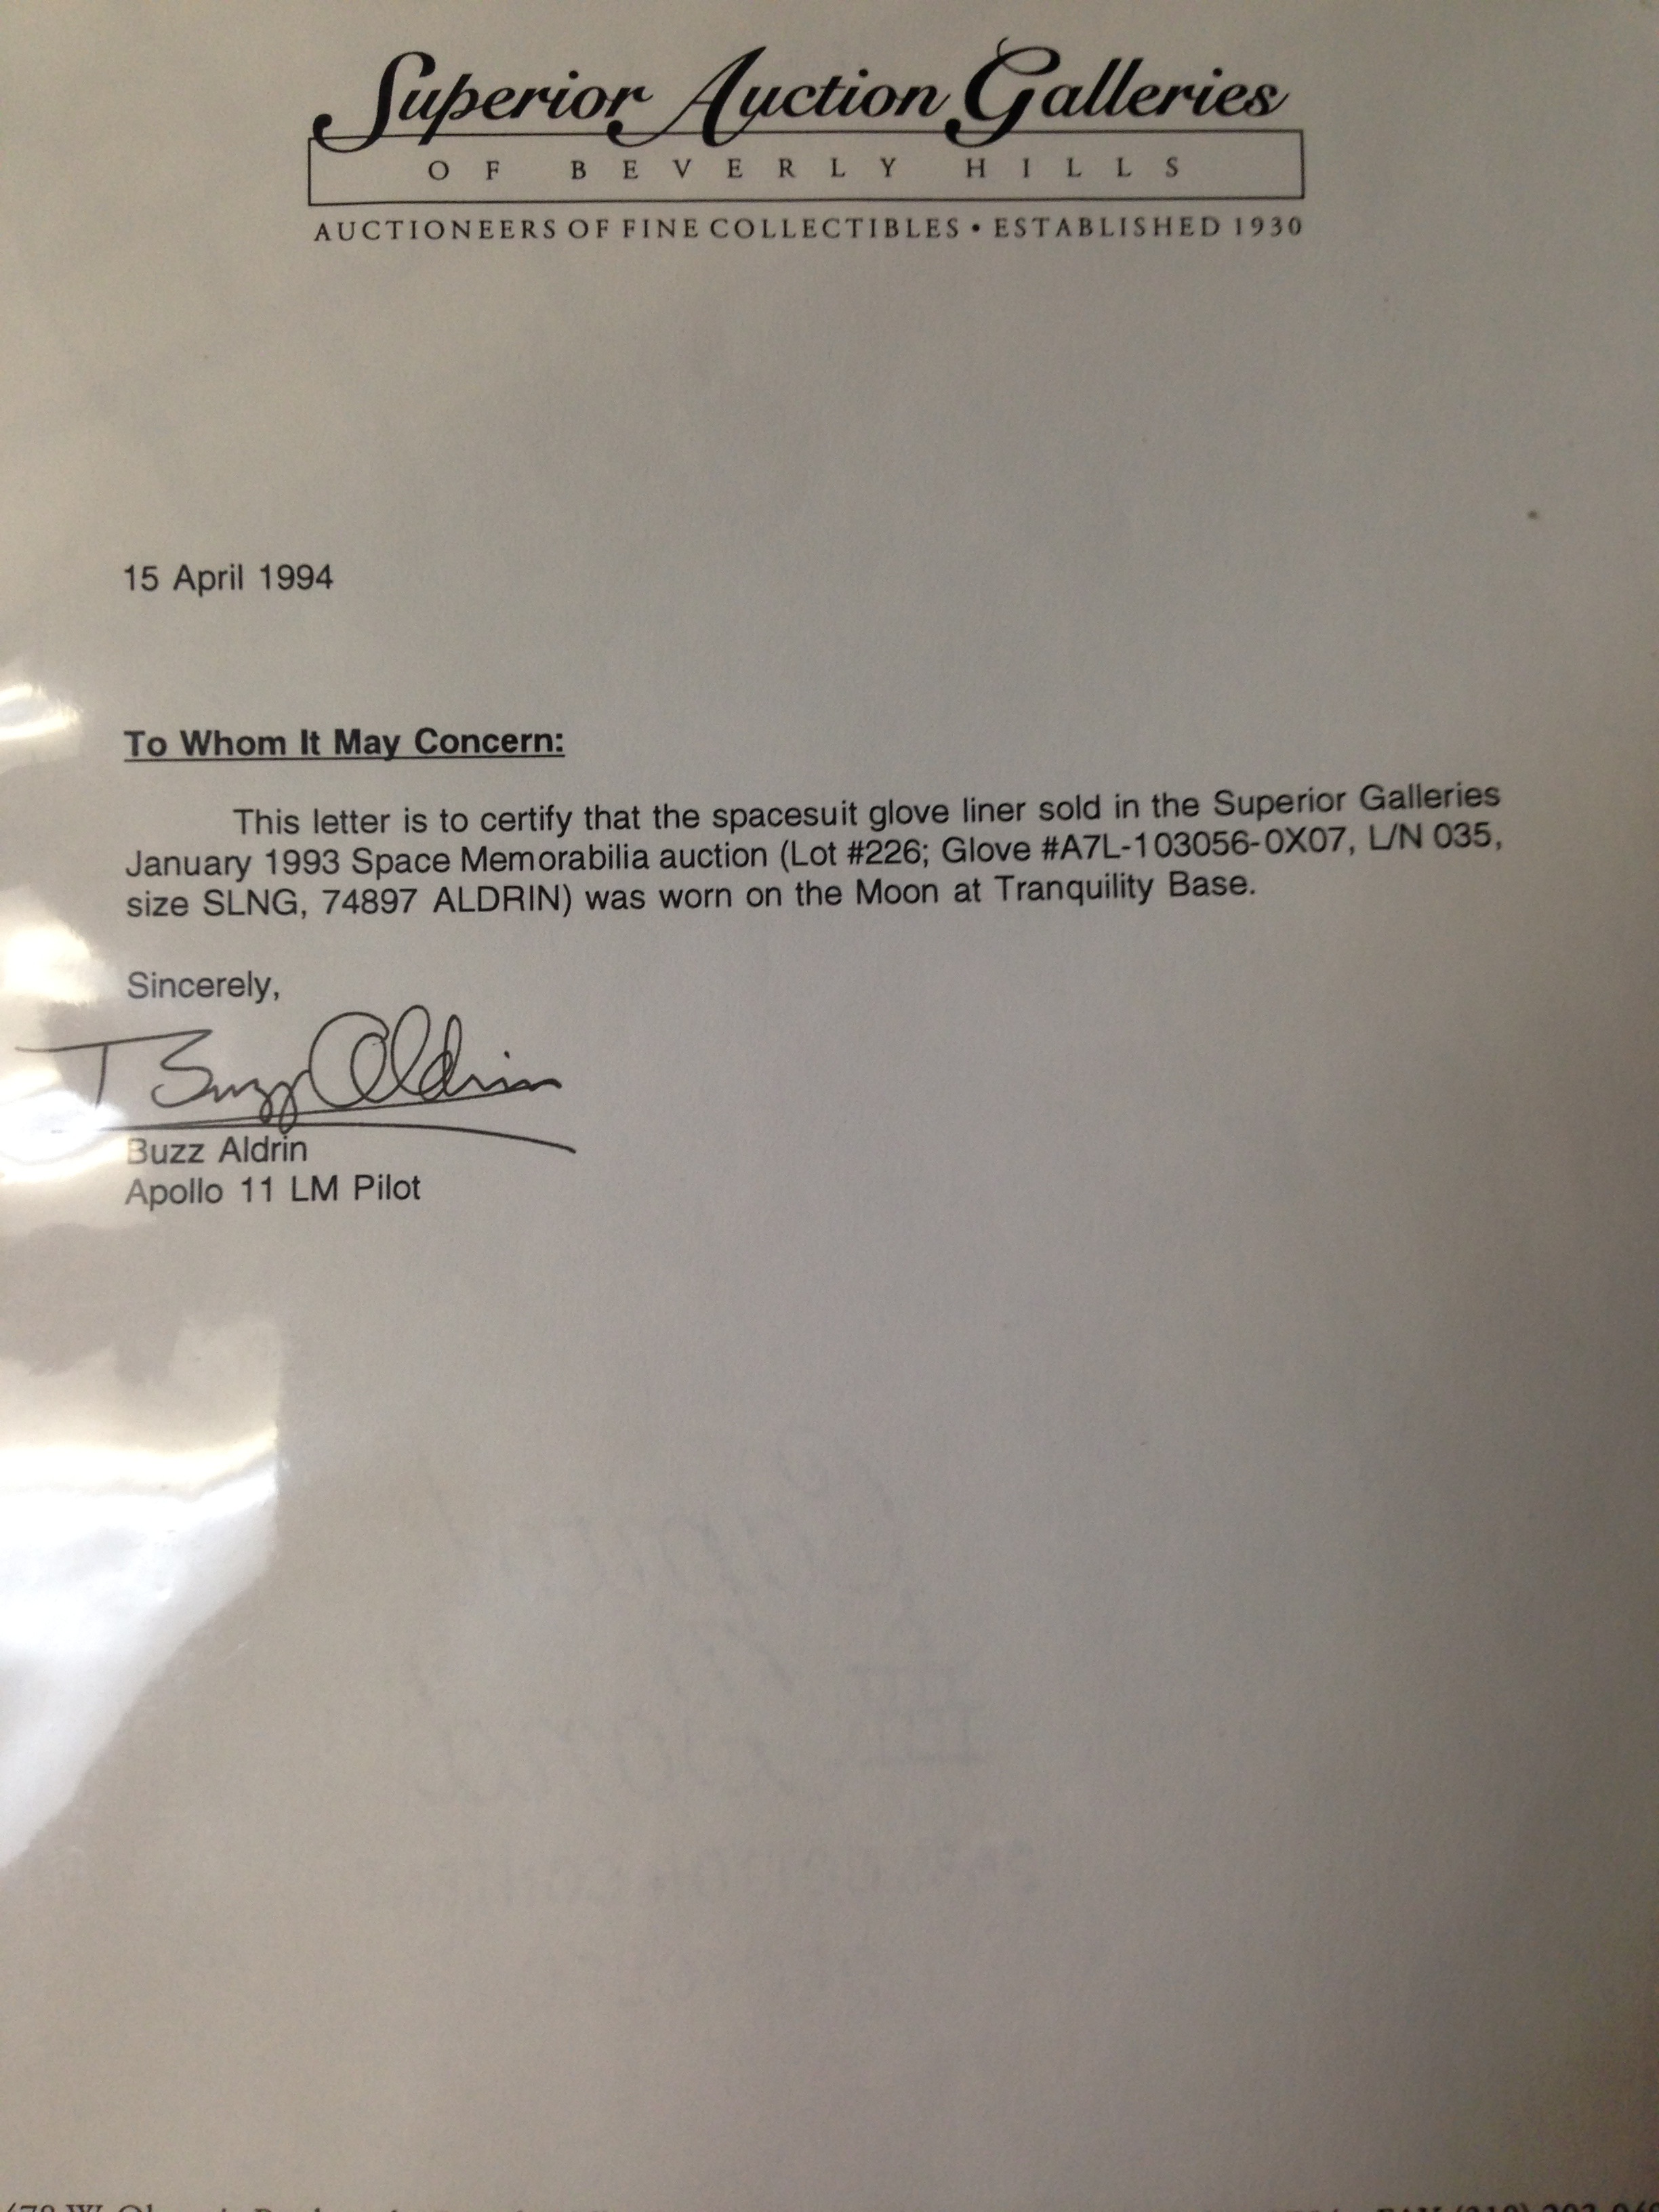 Superior Auction Galleries
OF BEVERLY HILLS
AUCTIONEERS OF FINE COLLECTIBLES • ESTABLISHED 1930
15 April 1994
To Whom It May Concern:
This letter is to certify that the spacesuit glove liner sold in the Superior Galleries
January 1993 Space Memorabilia auction (Lot #226; Glove #A7L-103056-0X07, L/N 035,
size SLNG, 74897 ALDRIN) was worn on the Moon at Tranquility Base.
Sincerely,
Buzz Aldrin
Buzz Aldrin
Apollo 11 LM Pilot